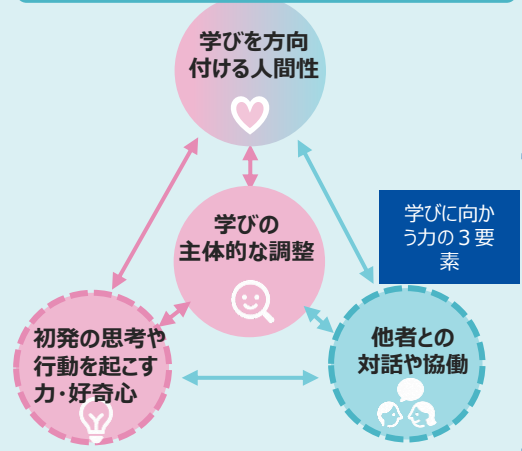 学びを方向
付ける人間性
学びの
主体的な調整
学びに向か
う力の３要
素
初発の思考や
行動を起こす
力・好奇心
他者との
対話や協働